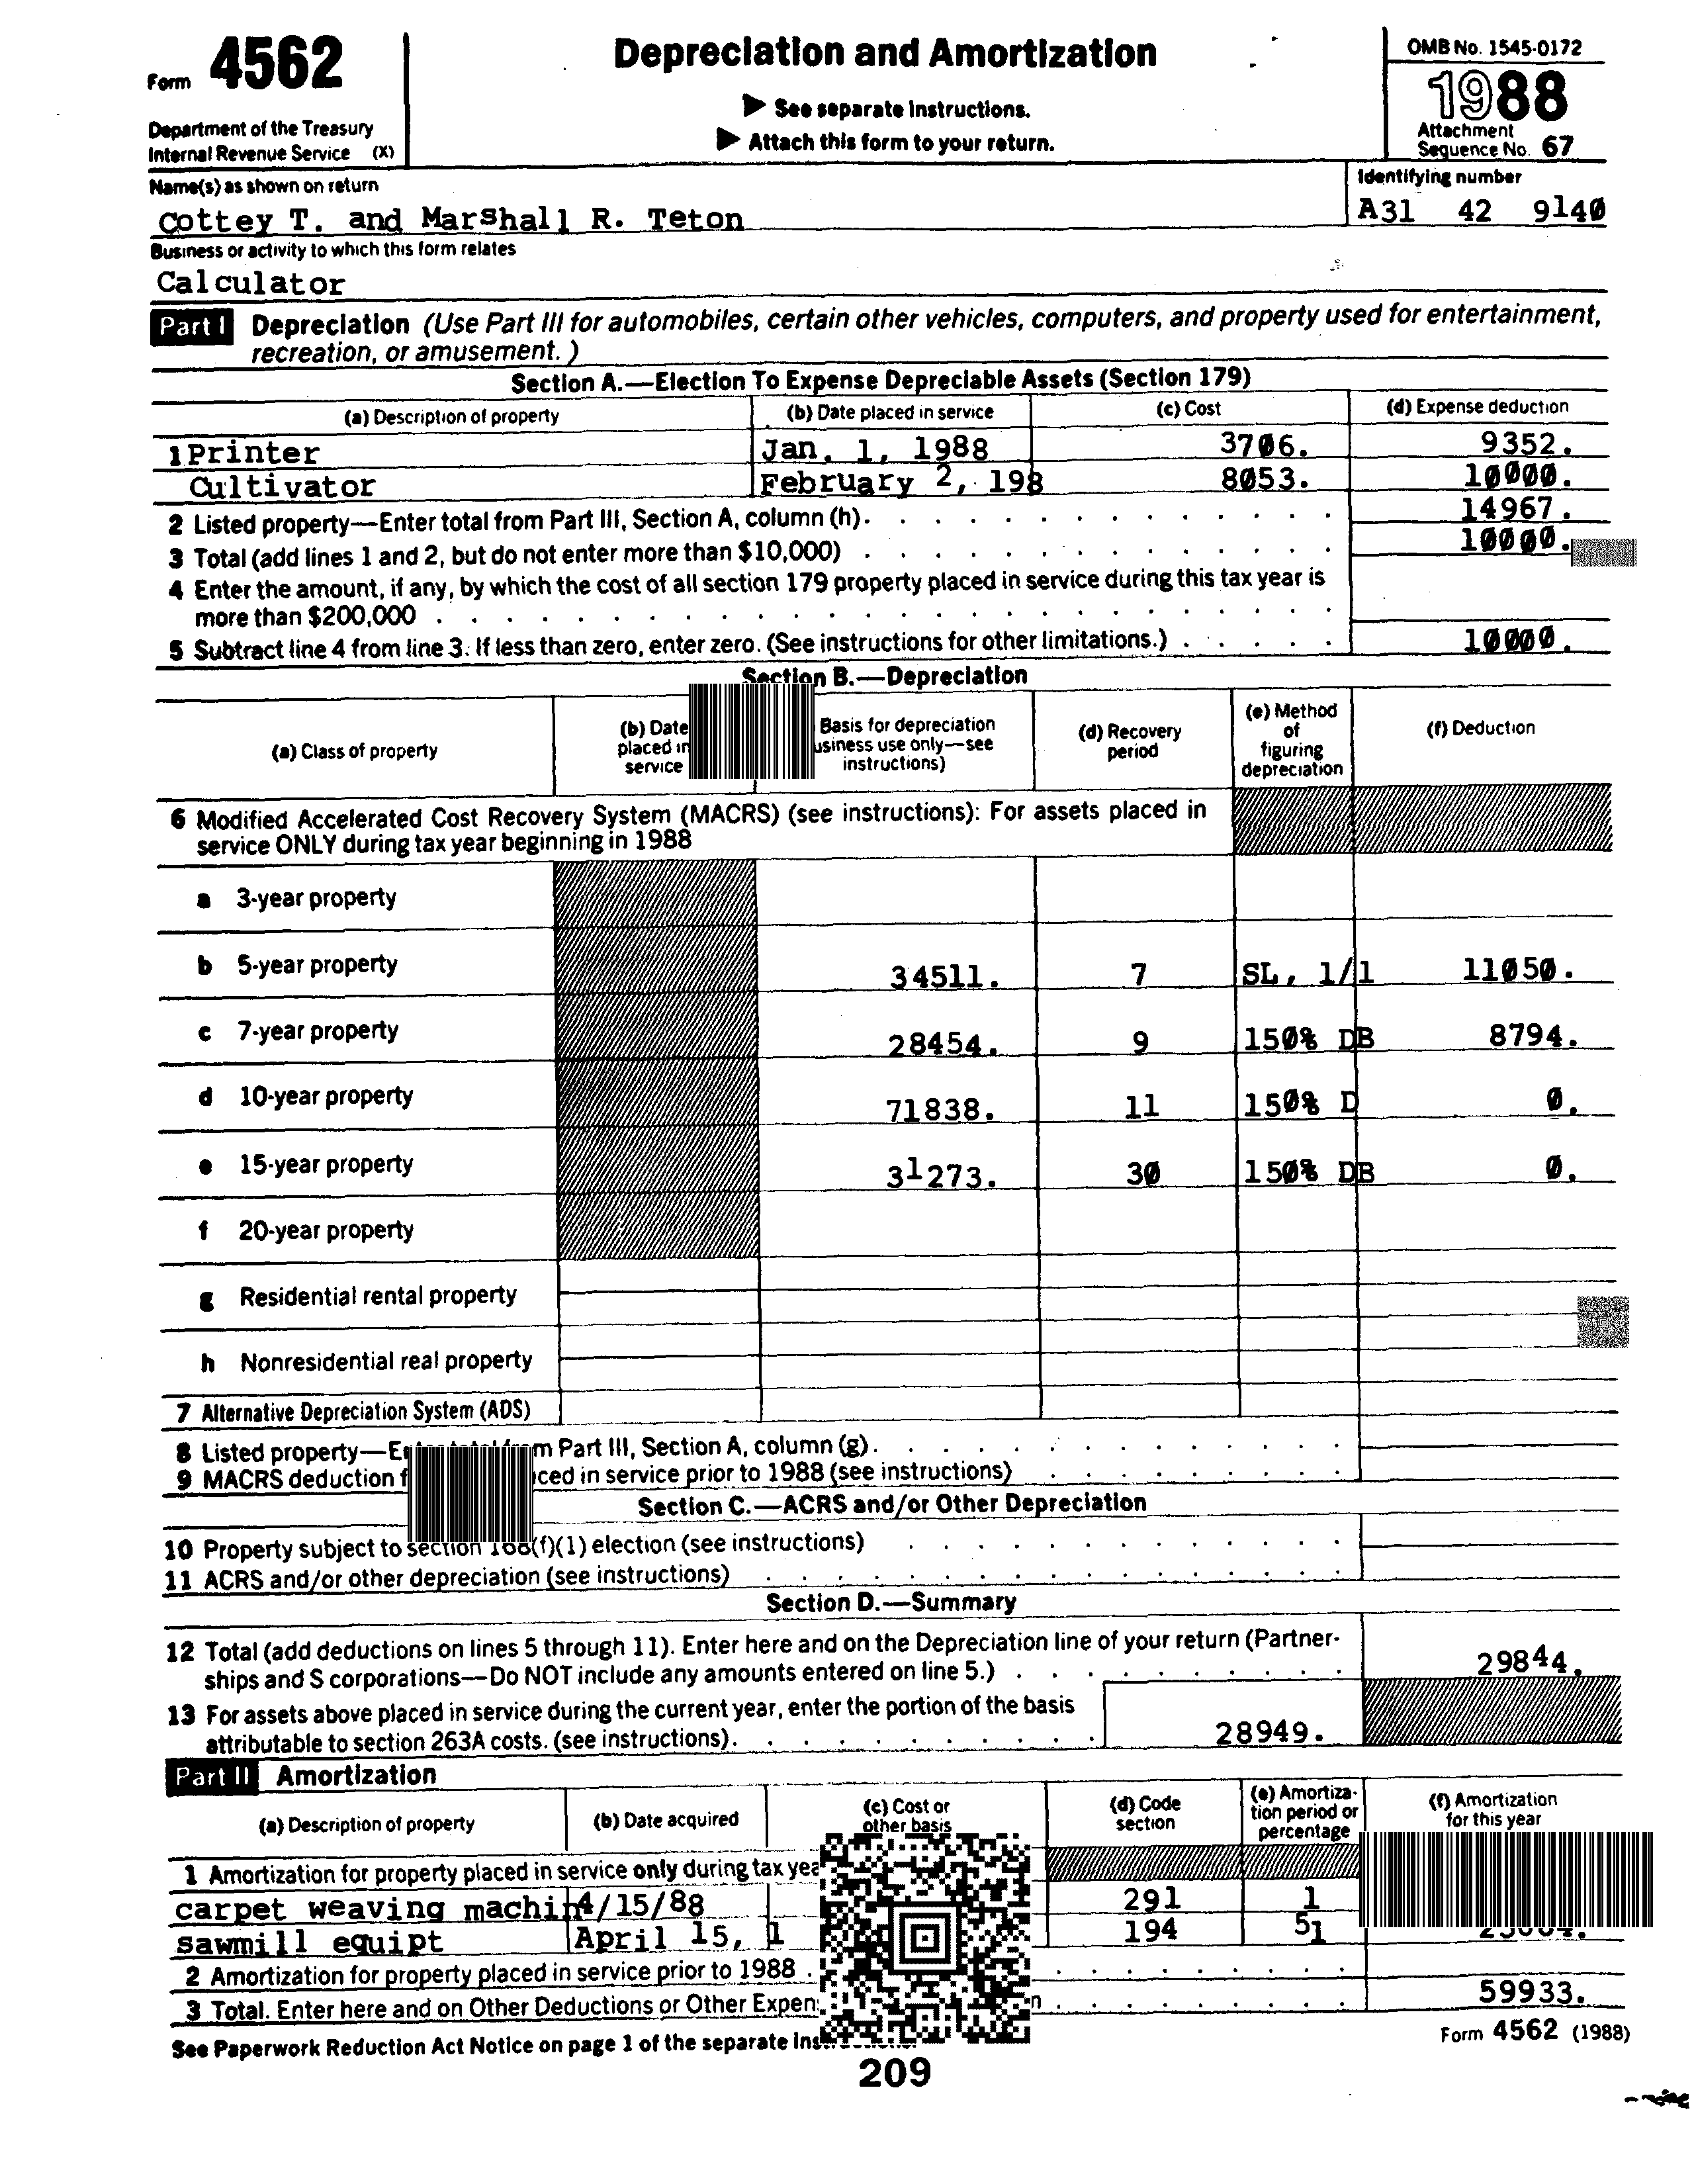 Form 4562
Department of the Treasury
Internal Revenue Service (X)
Depreciation and Amortization
▶ See separate Instructions.
▶ Attach this form to your return.
OMB No. 1545-0172
1988
Attachment
Sequence No. 67
Name(s) as shown on return
Cottey T. and Marshall R. Teton
Identifying number
A31 42 9140
Business or activity to which this form relates
Calculator
Part I Depreciation (Use Part III for automobiles, certain other vehicles, computers, and property used for entertainment,
recreation, or amusement.)
Section A.—Election To Expense Depreciable Assets (Section 179)
(a) Description of property (b) Date placed in service (c) Cost (d) Expense deduction
1 Printer Jan. 1, 1988 3706. 9352.
Cultivator February 2, 198 8053. 10000.
2 Listed property—Enter total from Part III, Section A, column (h). 14967.
3 Total (add lines 1 and 2, but do not enter more than $10,000) 10000.
4 Enter the amount, if any, by which the cost of all section 179 property placed in service during this tax year is
more than $200,000
5 Subtract line 4 from line 3. If less than zero, enter zero. (See instructions for other limitations.) 10000.
Section B.—Depreciation
(a) Class of property
(b) Date
placed in
service
Basis for depreciation
usiness use only—see
instructions)
(d) Recovery
period
(e) Method
of
figuring
depreciation
(f) Deduction
6 Modified Accelerated Cost Recovery System (MACRS) (see instructions): For assets placed in
service ONLY during tax year beginning in 1988
a 3-year property
b 5-year property 34511. 7 SL, 1/1 11050.
c 7-year property 28454. 9 150% DB 8794.
d 10-year property 71838. 11 150% D 0.
e 15-year property 31273. 30 150% DB 0.
f 20-year property
g Residential rental property
h Nonresidential real property
7 Alternative Depreciation System (ADS)
8 Listed property— m Part III, Section A, column (g).
9 MACRS deduction f ced in service prior to 1988 (see instructions)
Section C.—ACRS and/or Other Depreciation
10 Property subject to section 168(f)(1) election (see instructions)
11 ACRS and/or other depreciation (see instructions)
Section D.—Summary
12 Total (add deductions on lines 5 through 11). Enter here and on the Depreciation line of your return (Partner-
ships and S corporations—Do NOT include any amounts entered on line 5.) 29844.
13 For assets above placed in service during the current year, enter the portion of the basis
attributable to section 263A costs. (see instructions). 28949.
Part II Amortization
(a) Description of property
(b) Date acquired
(c) Cost or
other basis
(d) Code
section
(e) Amortiza-
tion period or
percentage
(f) Amortization
for this year
1 Amortization for property placed in service only during tax yea
carpet weaving machin 4/15/88 291 1
sawmill equipt April 15, 1 194 51
2 Amortization for property placed in service prior to 1988
3 Total. Enter here and on Other Deductions or Other Expen n 59933.
See Paperwork Reduction Act Notice on page 1 of the separate
Form 4562 (1988)
209